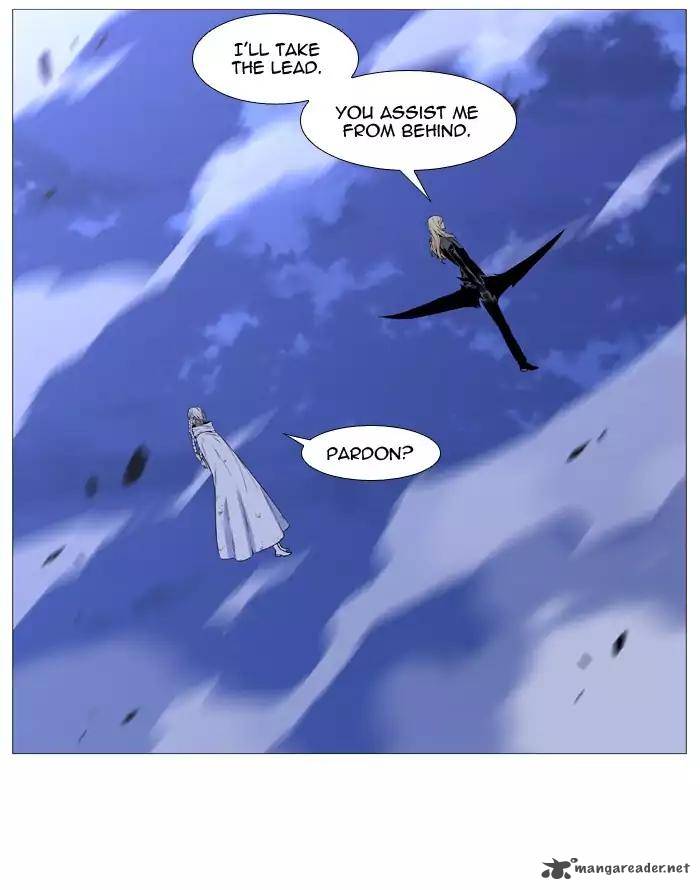 I'LL TAKE
THE LEAD.
YOU ASSIST ME
FROM BEHIND.
PARDON?
mangareader.net